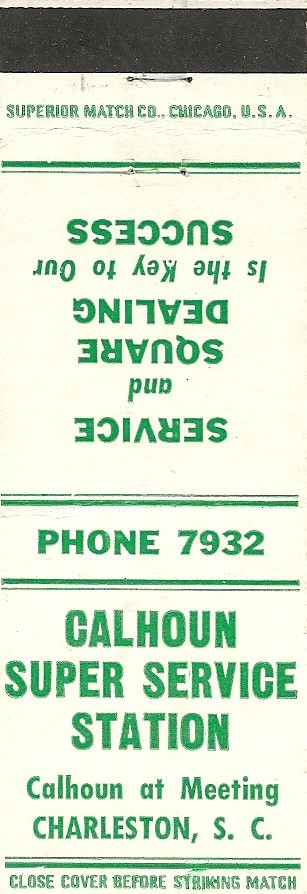 SUPERIOR MATCH CO., CHICAGO, U.S.A.
SERVICE
and
SQUARE
DEALING
Is the Key to Our
SUCCESS
PHONE 7932
CALHOUN
SUPER SERVICE
STATION
Calhoun at Meeting
CHARLESTON, S. C.
CLOSE COVER BEFORE STRIKING MATCH